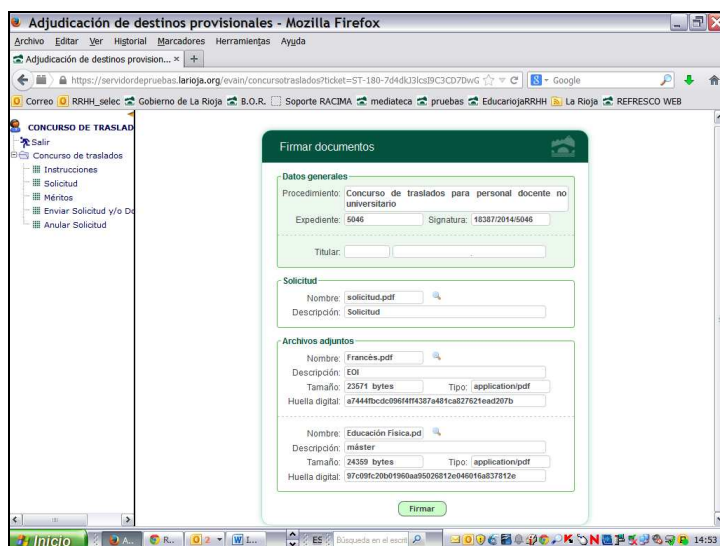 Adjudicación de destinos provisionales - Mozilla Firefox
Archivo Editar Ver Historial Marcadores Herramientas Ayuda
Adjudicación de destinos provision... × +
https://servidordepruebas.larioja.org/evain/concursotraslados?ticket=ST-180-7d4dkJ3lcsI9C3CD7DwG Google
Correo RRHH_selec Gobierno de La Rioja B.O.R. Soporte RACIMA mediateca pruebas EducariojaRRHH La Rioja REFRESCO WEB
CONCURSO DE TRASLAD
Salir
Concurso de traslados
Instrucciones
Solicitud
Méritos
Enviar Solicitud y/o Do
Anular Solicitud
Firmar documentos
Datos generales
Procedimiento: Concurso de traslados para personal docente no
universitario
Expediente: 5046 Signatura: 18387/2014/5046
Titular: .
Solicitud
Nombre: solicitud.pdf
Descripción: Solicitud
Archivos adjuntos
Nombre: Francés.pdf
Descripción: EOI
Tamaño: 23571 bytes Tipo: application/pdf
Huella digital: a7444fbcdc096f4ff4387a481ca827621ead207b
Nombre: Educación Física.pd
Descripción: máster
Tamaño: 24359 bytes Tipo: application/pdf
Huella digital: 97c09fc20b01960aa95026812e046016a837812e
Firmar
Inicio A.. R.. 2 L... ES Búsqueda en el escrit 14:53